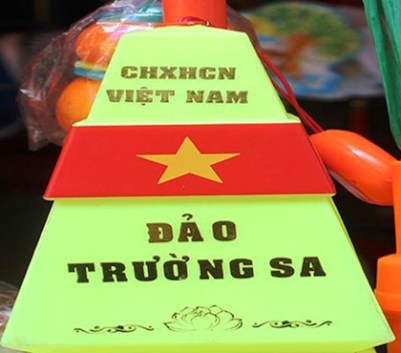 CHXHCN
VIỆT NAM
ĐẢO
TRƯỜNG SA